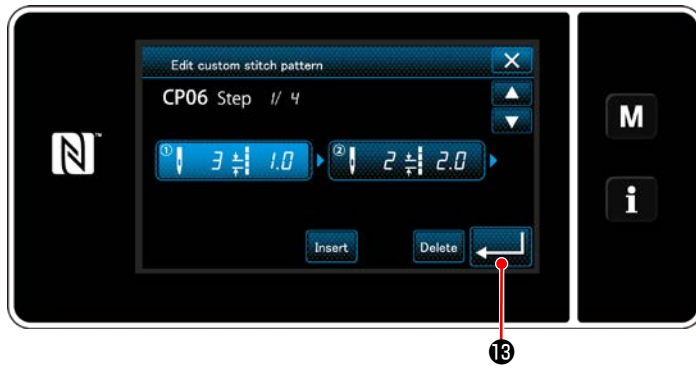 Edit custom stitch pattern
CP06 Step 1/ 4
① 3 1.0 ② 2 2.0
M
i
N
Insert Delete
⓭